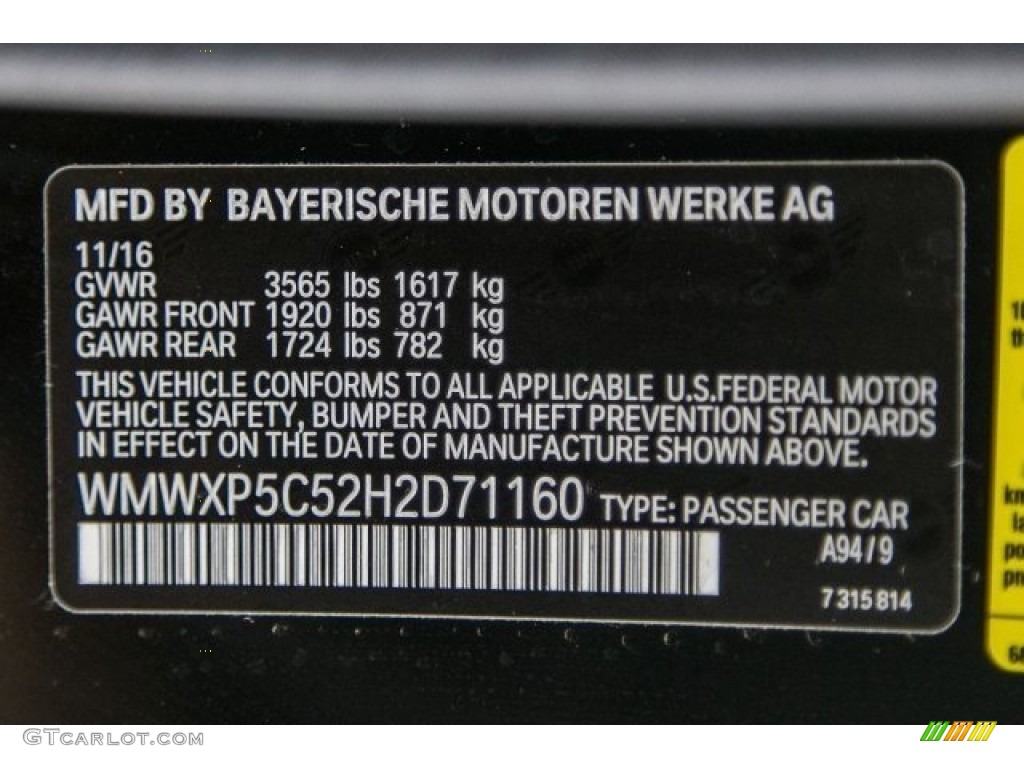 MFD BY BAYERISCHE MOTOREN WERKE AG
11/16
GVWR 3565 lbs 1617 kg
GAWR FRONT 1920 lbs 871 kg
GAWR REAR 1724 lbs 782 kg
THIS VEHICLE CONFORMS TO ALL APPLICABLE U.S.FEDERAL MOTOR
VEHICLE SAFETY, BUMPER AND THEFT PREVENTION STANDARDS
IN EFFECT ON THE DATE OF MANUFACTURE SHOWN ABOVE.
WMWXP5C52H2D71160 TYPE: PASSENGER CAR
A94/9
7 315 814
GTCarlot.com